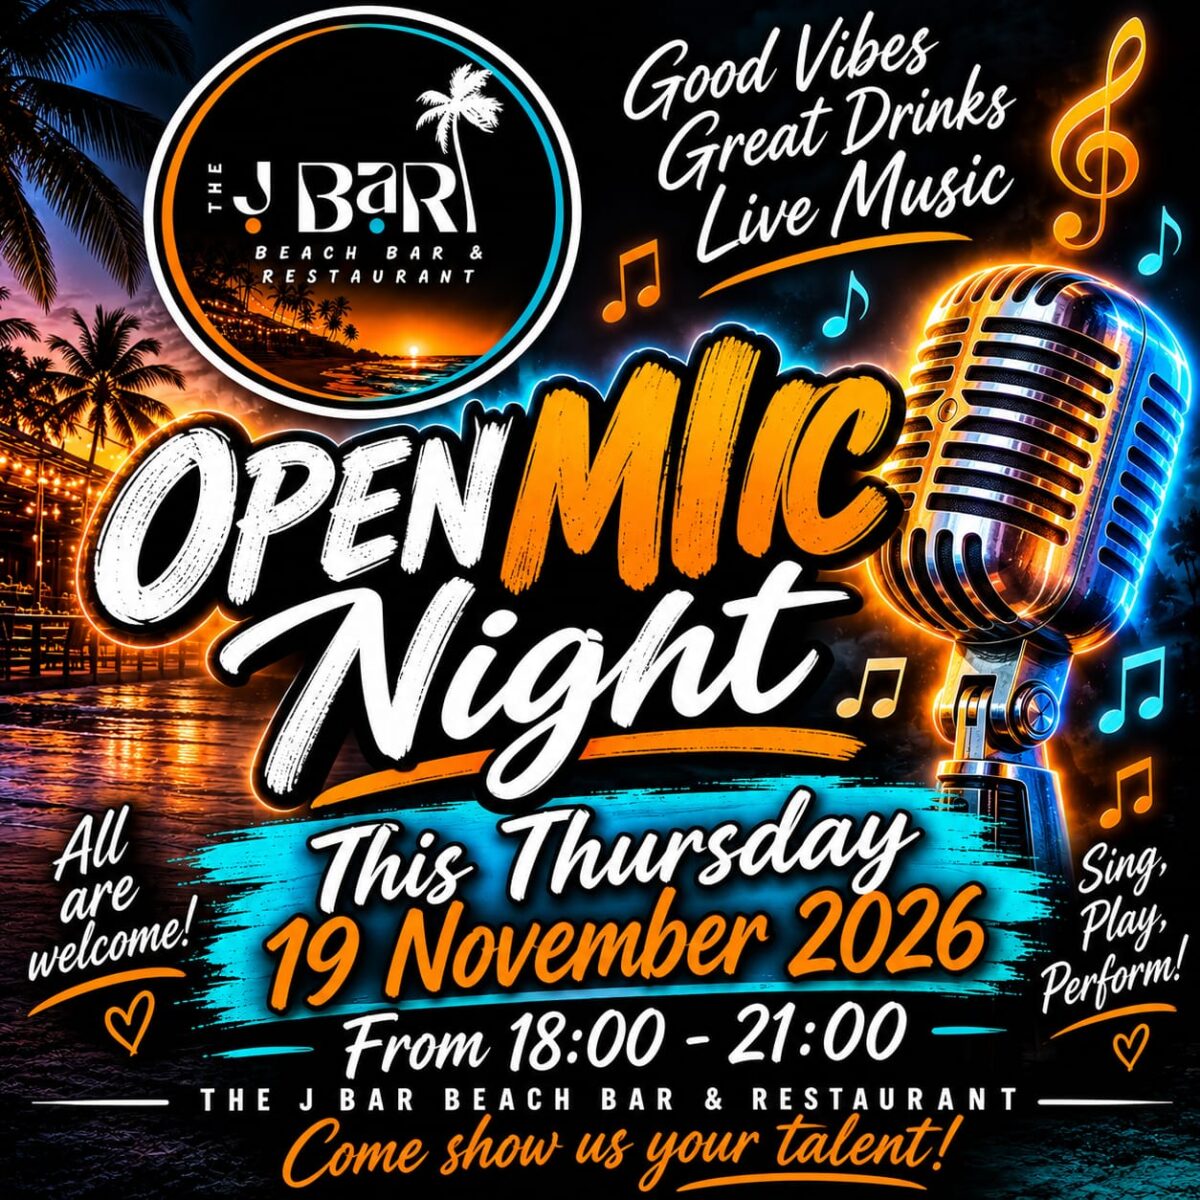 THE J BAR
BEACH BAR &
RESTAURANT
Good Vibes
Great Drinks
Live Music
OPEN MIC
Night
This Thursday
19 November 2026
From 18:00 - 21:00
All
are
welcome!
Sing,
Play,
Perform!
THE J BAR BEACH BAR & RESTAURANT
Come show us your talent!